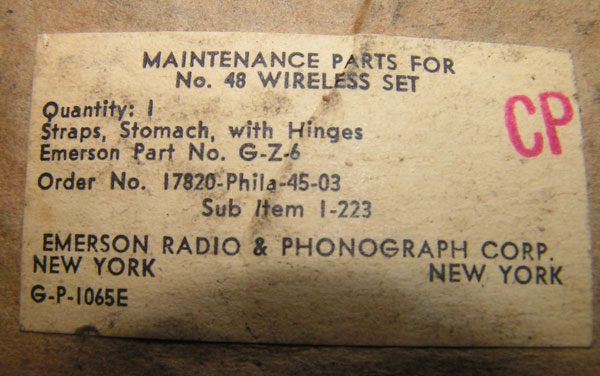 MAINTENANCE PARTS FOR
No. 48 WIRELESS SET
CP
Quantity: 1
Straps, Stomach, with Hinges
Emerson Part No. G-Z-6
Order No. 17820-Phila-45-03
Sub Item 1-223
EMERSON RADIO & PHONOGRAPH CORP.
NEW YORK NEW YORK
G-P-1065E